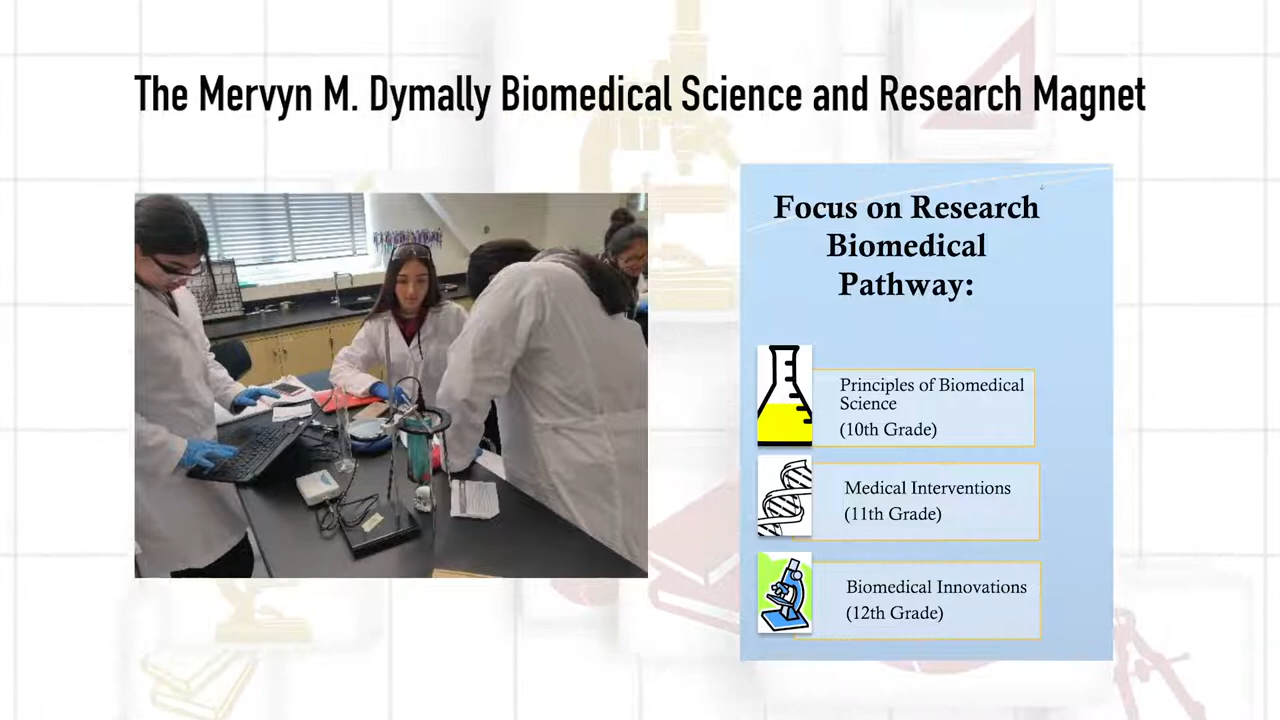 The Mervyn M. Dymally Biomedical Science and Research Magnet
Focus on Research
Biomedical
Pathway:
Principles of Biomedical
Science
(10th Grade)
Medical Interventions
(11th Grade)
Biomedical Innovations
(12th Grade)